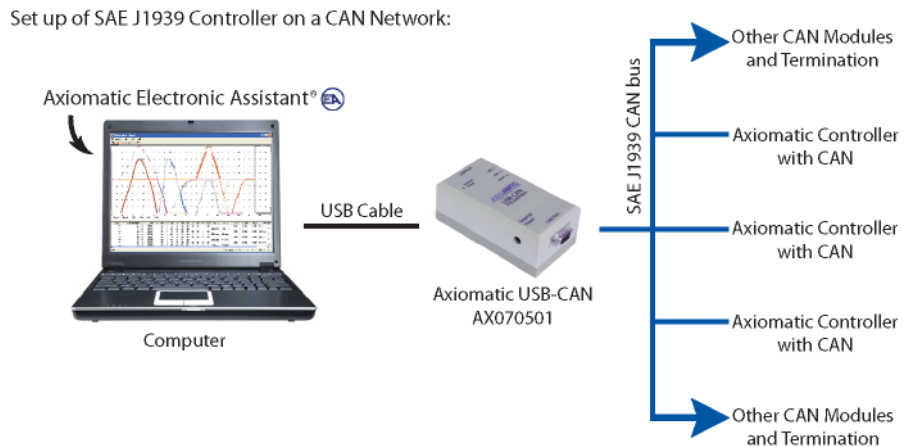 Set up of SAE J1939 Controller on a CAN Network:
Axiomatic Electronic Assistant® EA
USB Cable
Computer
Axiomatic USB-CAN
AX070501
SAE J1939 CAN bus
Other CAN Modules
and Termination
Axiomatic Controller
with CAN
Axiomatic Controller
with CAN
Axiomatic Controller
with CAN
Other CAN Modules
and Termination